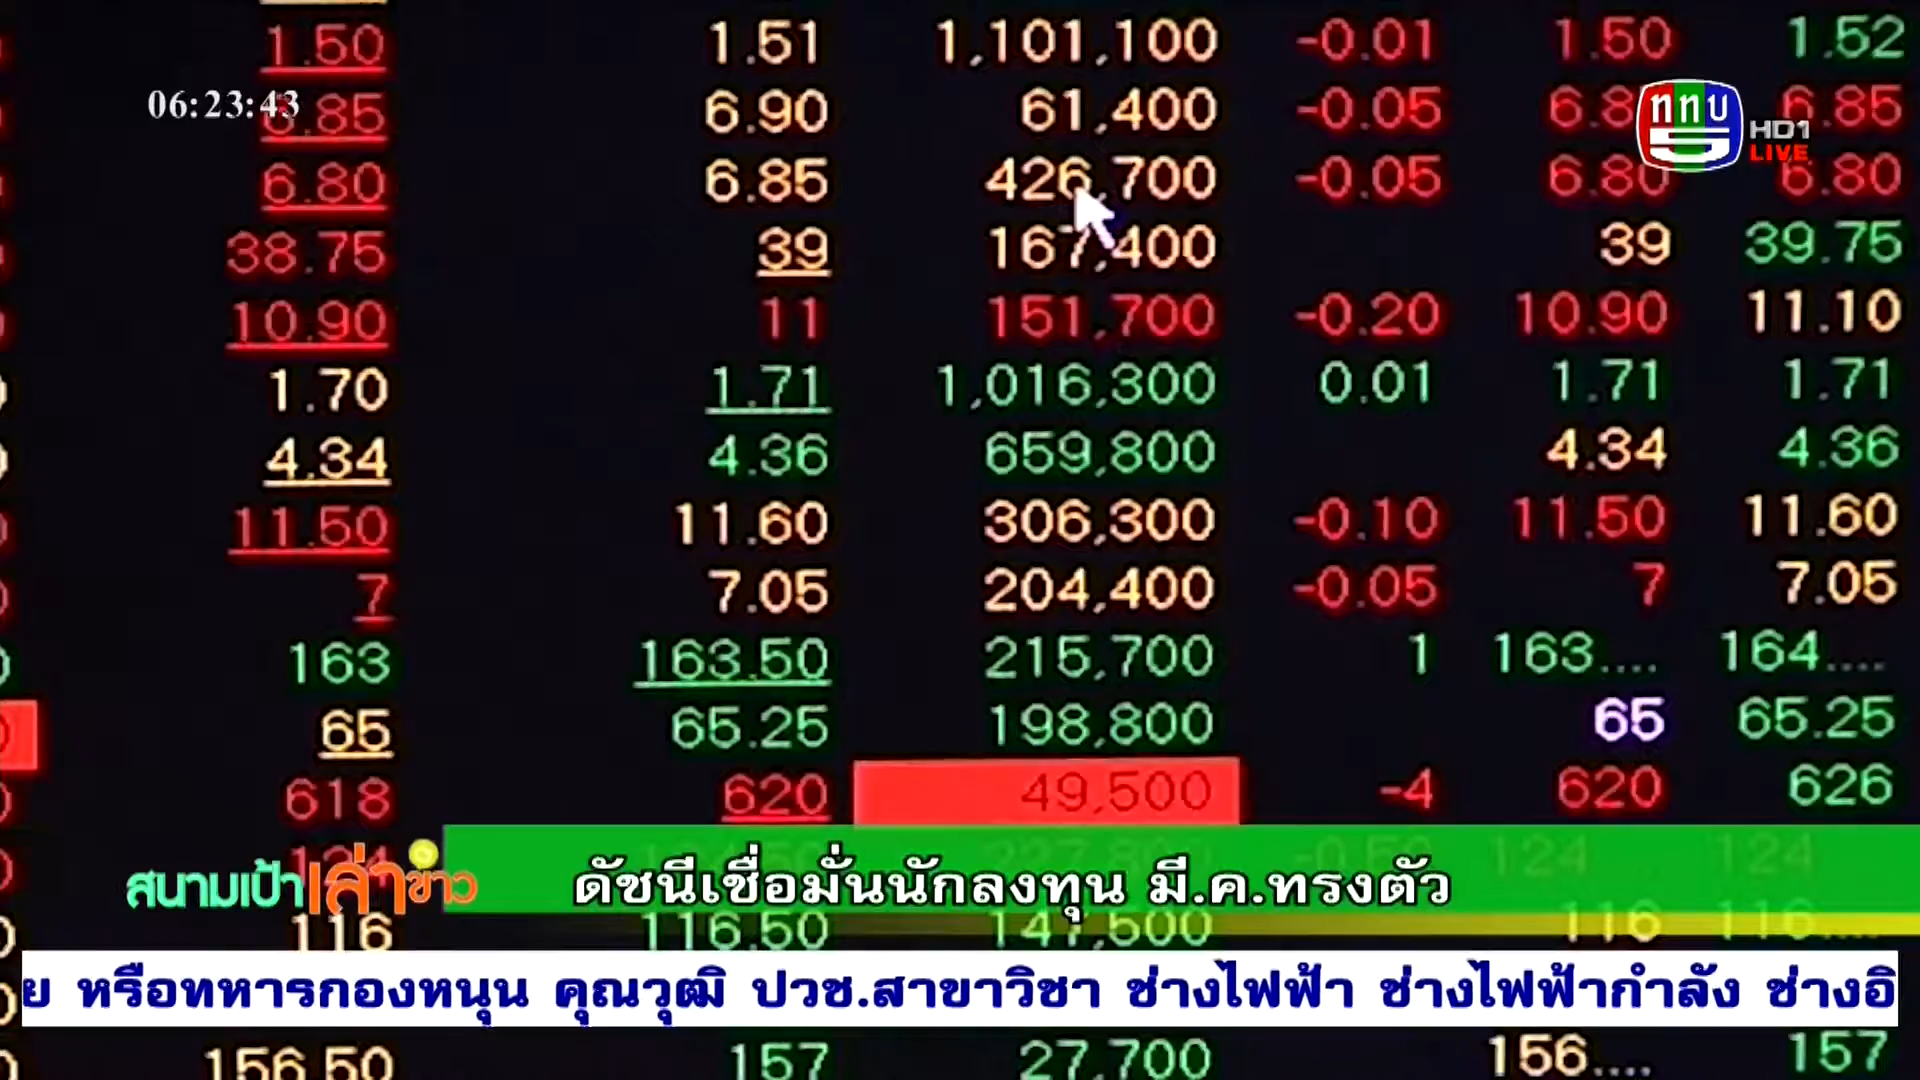 1.50 1.51 1,101,100 -0.01 1.50 1.52
06:23:43
6.85 6.90 61,400 -0.05 6.85
ททบ 5 HD1
LIVE
6.80 6.85 426,700 -0.05 6.80 6.80
38.75 39 167,400 39 39.75
10.90 11 151,700 -0.20 10.90 11.10
1.70 1.71 1,016,300 0.01 1.71 1.71
4.34 4.36 659,800 4.34 4.36
11.50 11.60 306,300 -0.10 11.50 11.60
7 7.05 204,400 -0.05 7 7.05
163 163.50 215,700 1 163.... 164....
65 65.25 198,800 65 65.25
618 620 49,500 -4 620 626
124 124 124
สนามเป้าเล่าข่าว
ดัชนีเชื่อมั่นนักลงทุน มี.ค.ทรงตัว
116 116.50 147,500 116 116....
ย หรือทหารกองหนุน คุณวุฒิ ปวช.สาขาวิชา ช่างไฟฟ้า ช่างไฟฟ้ากำลัง ช่างอิ
156.50 157 27,700 156.... 157